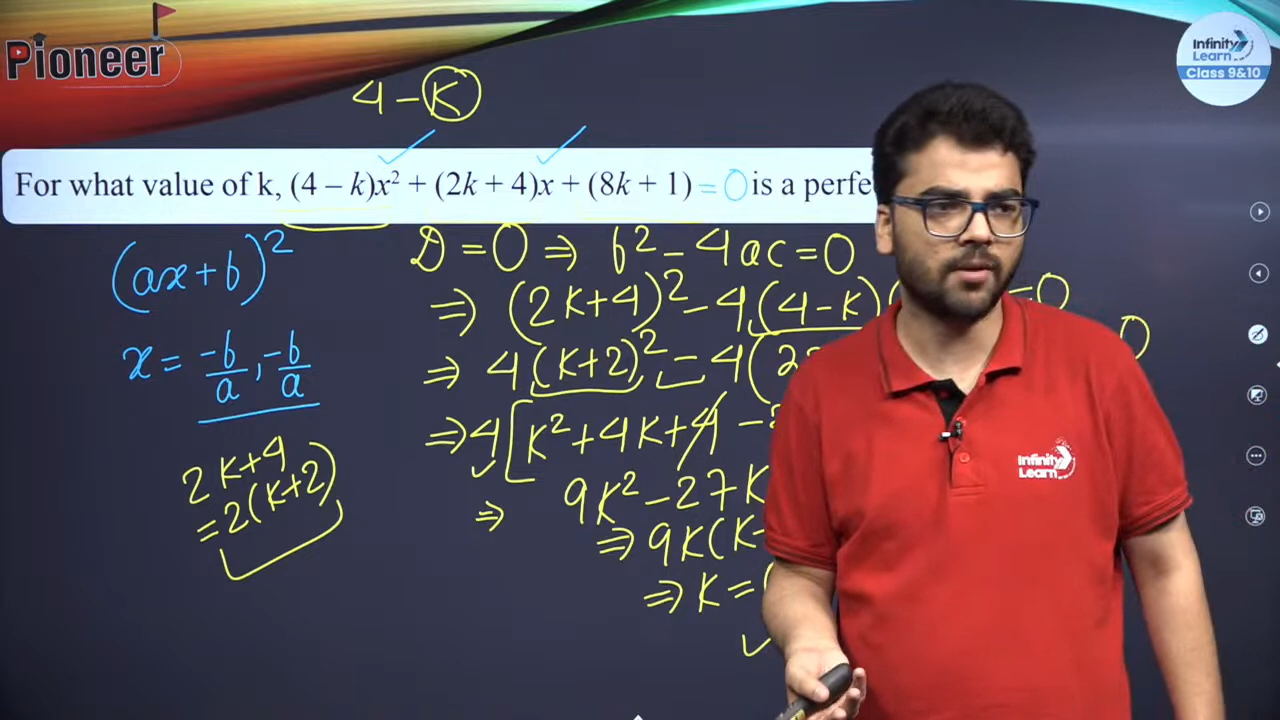 Pioneer
Infinity
Learn
Class 9&10
4 - K
For what value of k, (4 – k)x² + (2k + 4)x + (8k + 1) = 0 is a
(ax+b)²
x = -b/a, -b/a
2K+4
=2(K+2)
D=0 ⇒ b² - 4ac=0
⇒ (2K+4)² - 4(4-K)( =0
⇒ 4(K+2)² - 4( 0
⇒ 4[K²+4K+4 -
⇒ 9K² - 27K
⇒ 9K(K-
⇒ K=
Infinity
Learn